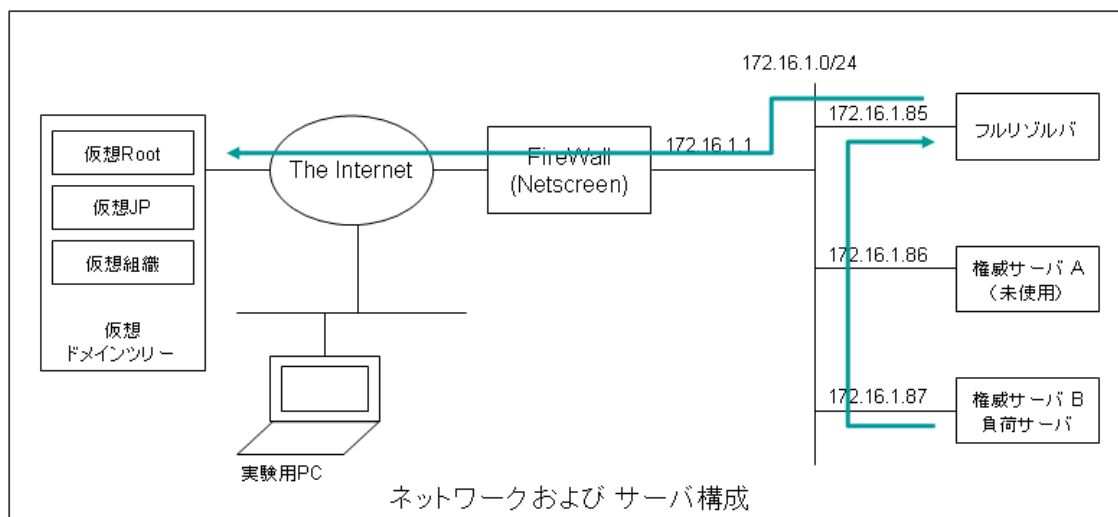 172.16.1.0/24
仮想Root
仮想JP
仮想組織
仮想
ドメインツリー
The Internet
FireWall
(Netscreen)
172.16.1.1
172.16.1.85
フルリゾルバ
172.16.1.86
権威サーバ A
（未使用）
172.16.1.87
権威サーバ B
負荷サーバ
実験用PC
ネットワークおよび サーバ構成